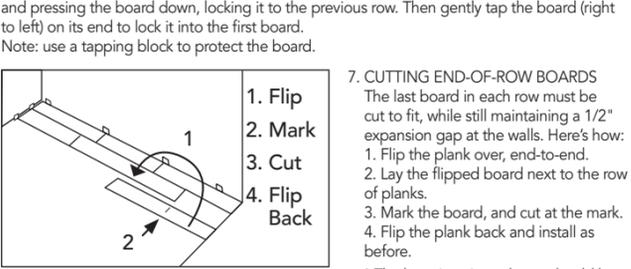 and pressing the board down, locking it to the previous row. Then gently tap the board (right
to left) on its end to lock it into the first board.
Note: use a tapping block to protect the board.
1. Flip
2. Mark
3. Cut
4. Flip
Back
1
2
7. CUTTING END-OF-ROW BOARDS
The last board in each row must be
cut to fit, while still maintaining a 1/2"
expansion gap at the walls. Here’s how:
1. Flip the plank over, end-to-end.
2. Lay the flipped board next to the row
of planks.
3. Mark the board, and cut at the mark.
4. Flip the plank back and install as
before.